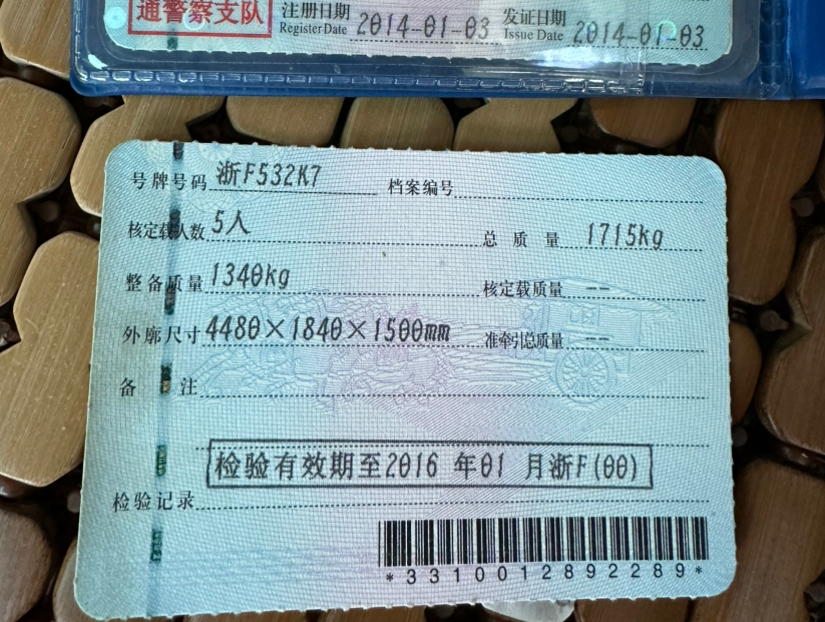 通警察支队 注册日期 2014-01-03 发证日期 2014-01-03
Register Date Issue Date
号牌号码 浙F532K7 档案编号
核定载人数 5人 总质量 1715kg
整备质量 1340kg 核定载质量 --
外廓尺寸 4480×1840×1500mm 准牵引总质量 --
备注
检验有效期至2016 年01 月浙F(00)
检验记录
*3310012892289*